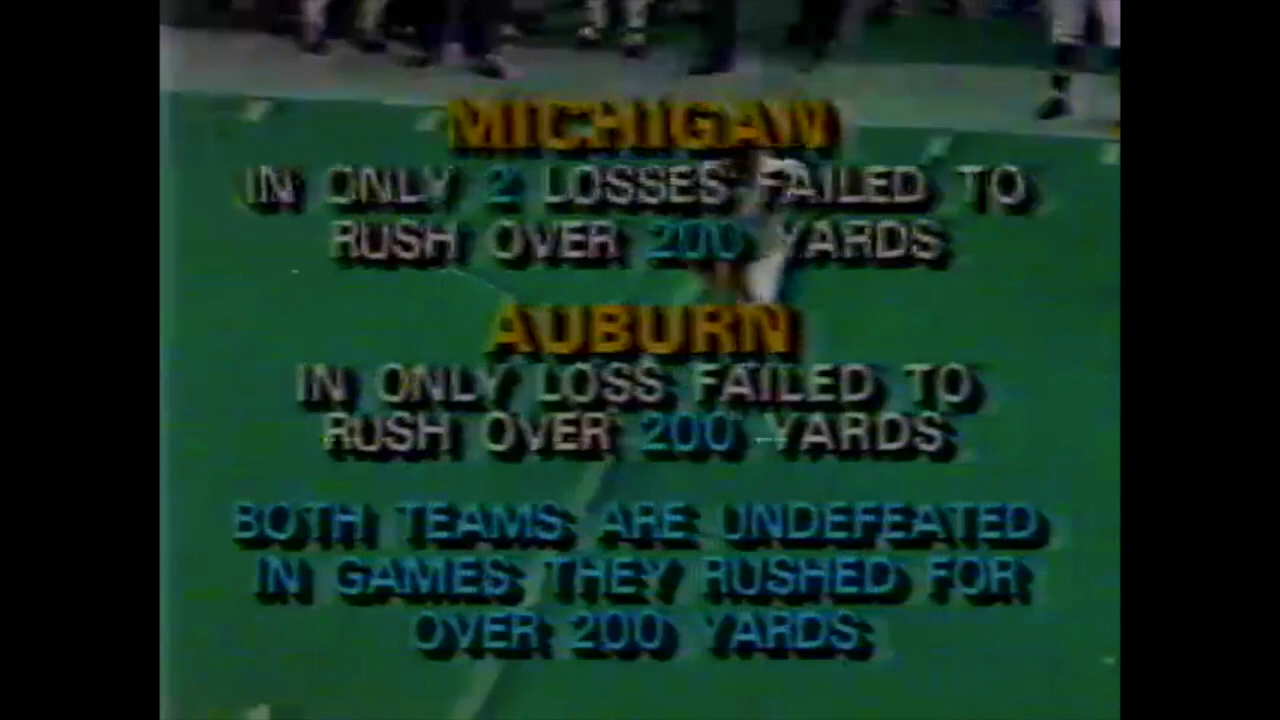 MICHIGAN
IN ONLY 2 LOSSES FAILED TO
RUSH OVER 200 YARDS
AUBURN
IN ONLY LOSS FAILED TO
RUSH OVER 200 YARDS
BOTH TEAMS ARE UNDEFEATED
IN GAMES THEY RUSHED FOR
OVER 200 YARDS